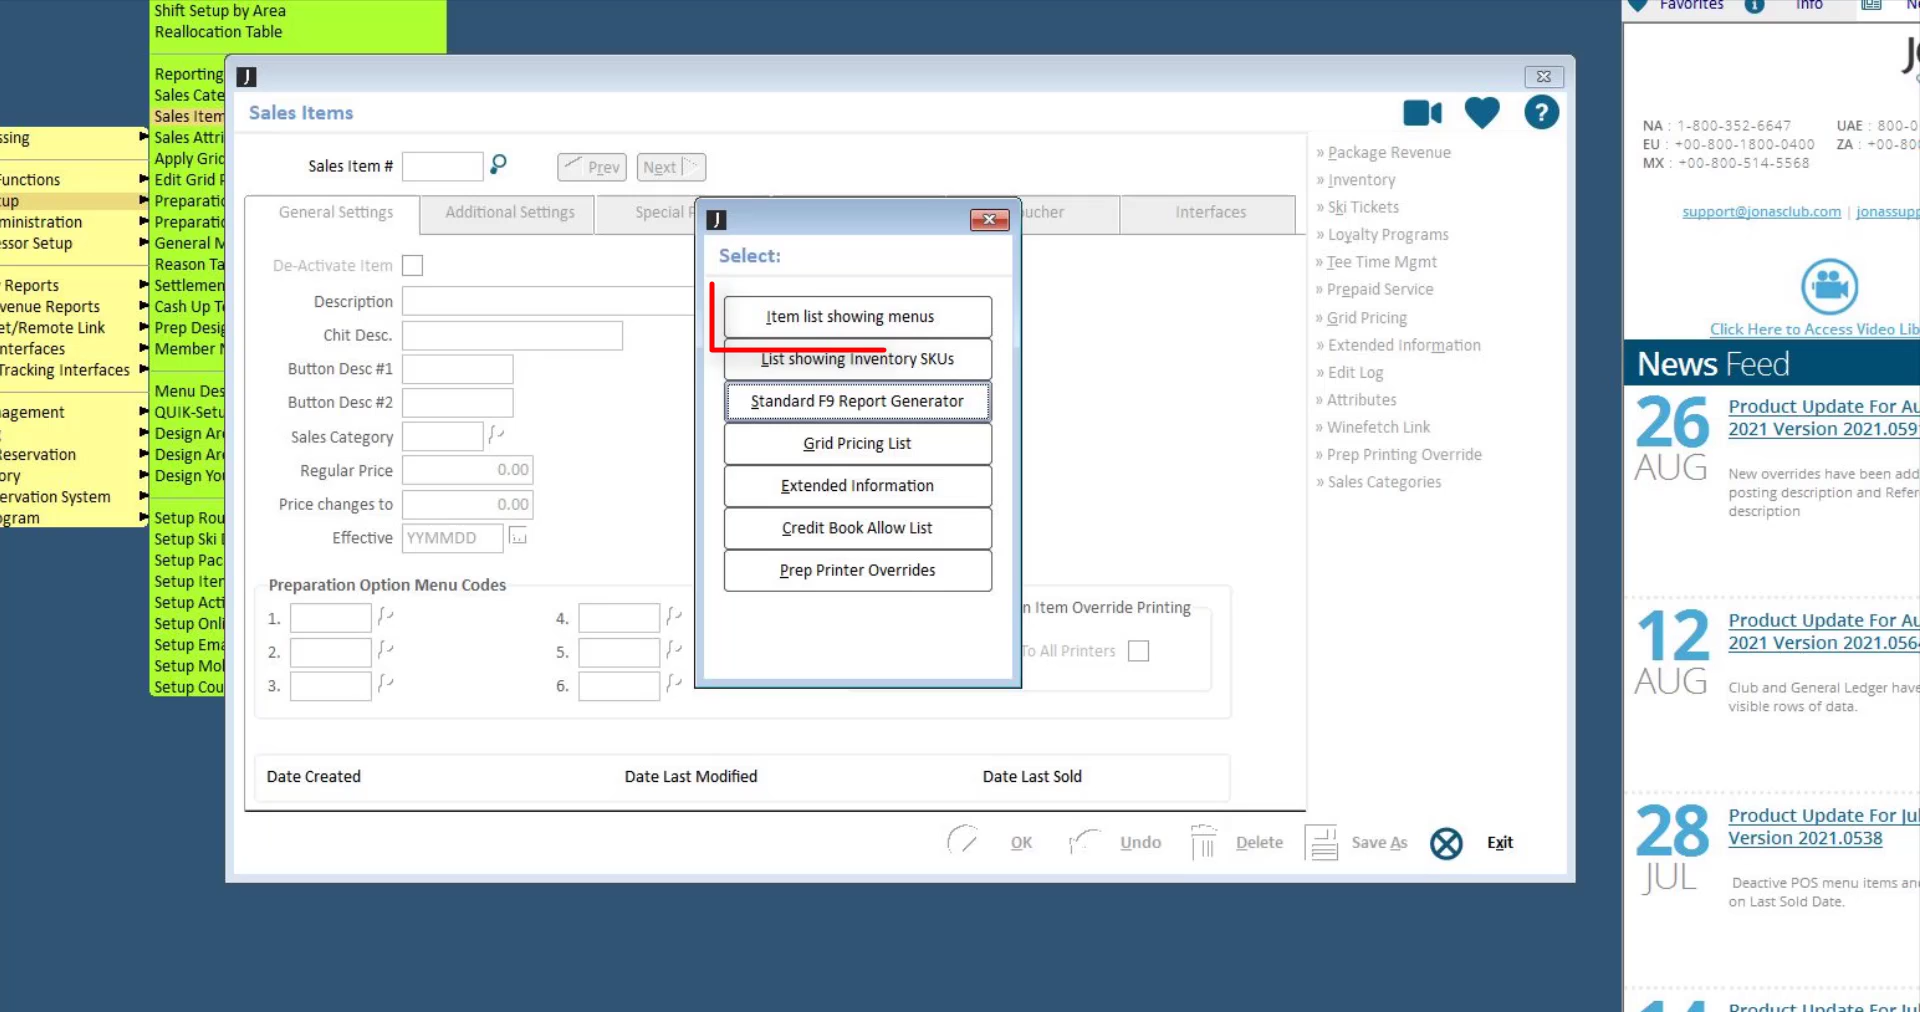 Shift Setup by Area
Reallocation Table
Reporting
Sales Cate
Sales Item
Sales Attri
Apply Grid
Edit Grid P
Preparatio
Preparatio
General M
Reason Ta
Settlemen
Cash Up T
Prep Desig
Member N
Menu Des
QUIK-Setu
Design Are
Design Are
Design You
Setup Rou
Setup Ski
Setup Pac
Setup Iter
Setup Acti
Setup Onli
Setup Ema
Setup Mol
Setup Cou
ssing
Functions
up
ministration
essor Setup
Reports
venue Reports
et/Remote Link
nterfaces
Tracking Interfaces
nagement
Reservation
ory
ervation System
ogram
J
Sales Items
?
Sales Item #
Prev
Next
General Settings
Additional Settings
Special P
ucher
Interfaces
De-Activate Item
Description
Chit Desc.
Button Desc #1
Button Desc #2
Sales Category
Regular Price 0.00
Price changes to 0.00
Effective YYMMDD
Preparation Option Menu Codes
1.
2.
3.
4.
5.
6.
n Item Override Printing
To All Printers
Date Created
Date Last Modified
Date Last Sold
OK
Undo
Delete
Save As
Exit
J
Select:
Item list showing menus
List showing Inventory SKUs
Standard F9 Report Generator
Grid Pricing List
Extended Information
Credit Book Allow List
Prep Printer Overrides
» Package Revenue
» Inventory
» Ski Tickets
» Loyalty Programs
» Tee Time Mgmt
» Prepaid Service
» Grid Pricing
» Extended Information
» Edit Log
» Attributes
» Winefetch Link
» Prep Printing Override
» Sales Categories
Favorites
Info
JO
NA : 1-800-352-6647 UAE : 800-0
EU : +00-800-1800-0400 ZA : +00-80
MX : +00-800-514-5568
support@jonasclub.com | jonassupp
Click Here to Access Video Lib
News Feed
26
AUG
Product Update For Au
2021 Version 2021.059
New overrides have been add
posting description and Refer
description
12
AUG
Product Update For Au
2021 Version 2021.056
Club and General Ledger have
visible rows of data.
28
JUL
Product Update For Jul
Version 2021.0538
Deactive POS menu items and
on Last Sold Date.
14
Product Update For Jul